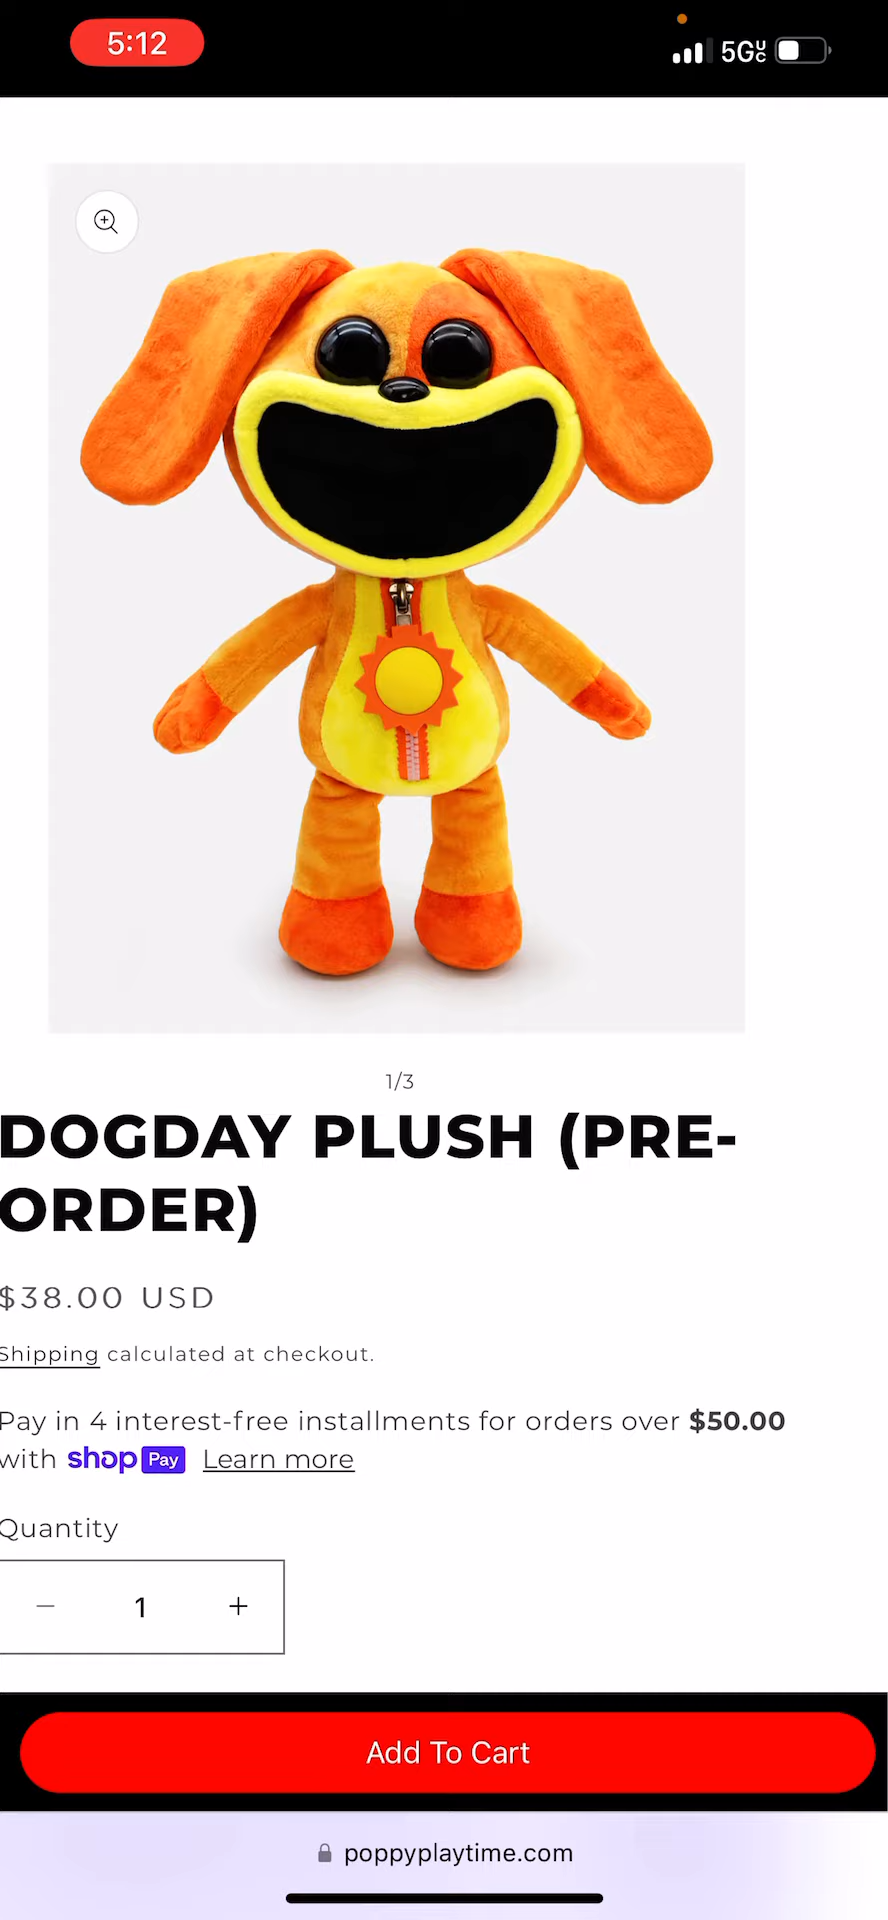 5:12
5GUC
1/3
DOGDAY PLUSH (PRE-
ORDER)
$38.00 USD
Shipping calculated at checkout.
Pay in 4 interest-free installments for orders over $50.00
with shop Pay Learn more
Quantity
− 1 +
Add To Cart
poppyplaytime.com